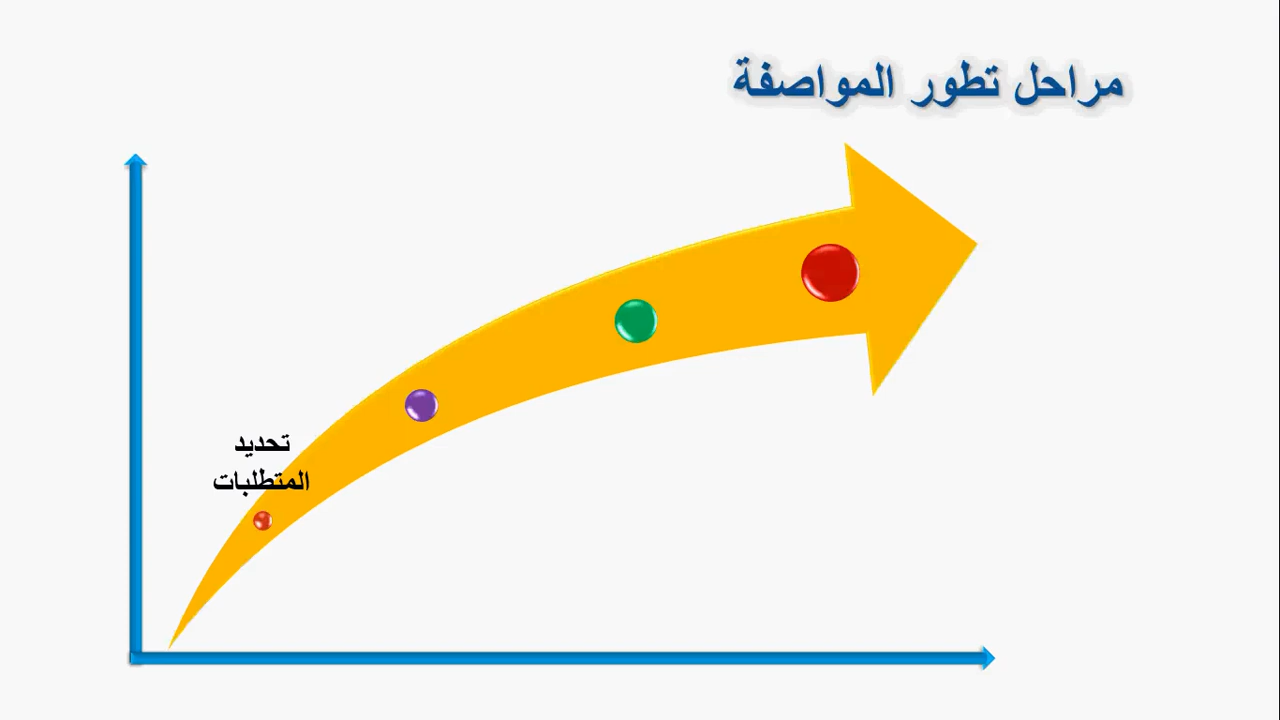 مراحل تطور المواصفة
تحديد
المتطلبات